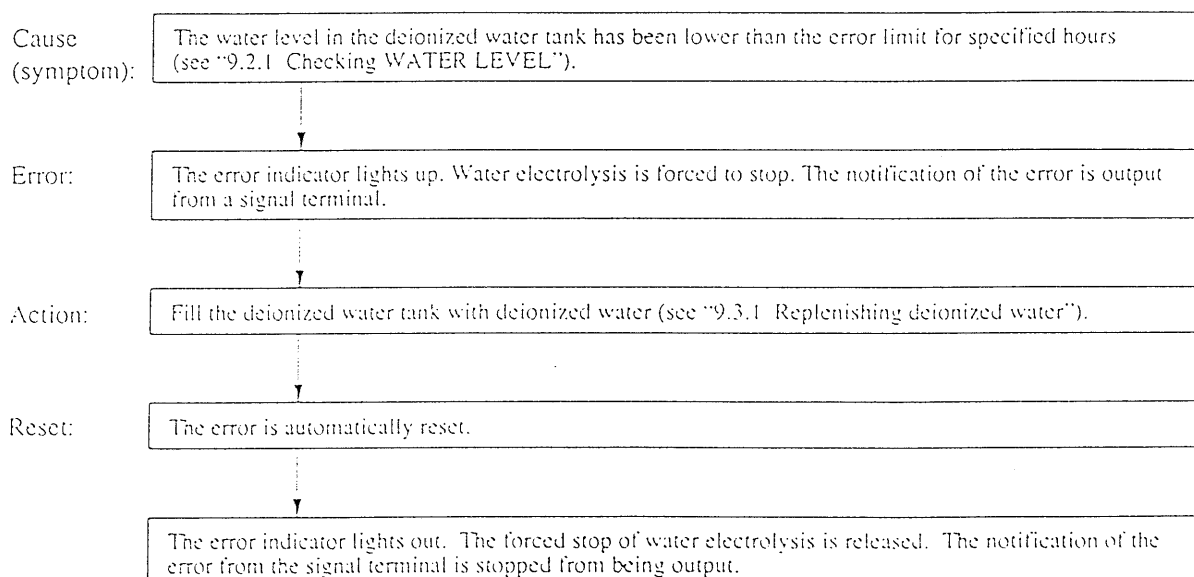 Cause
(symptom):
The water level in the deionized water tank has been lower than the error limit for specified hours
(see "9.2.1 Checking WATER LEVEL").
Error:
The error indicator lights up. Water electrolysis is forced to stop. The notification of the error is output
from a signal terminal.
Action:
Fill the deionized water tank with deionized water (see "9.3.1 Replenishing deionized water").
Reset:
The error is automatically reset.
The error indicator lights out. The forced stop of water electrolysis is released. The notification of the
error from the signal terminal is stopped from being output.